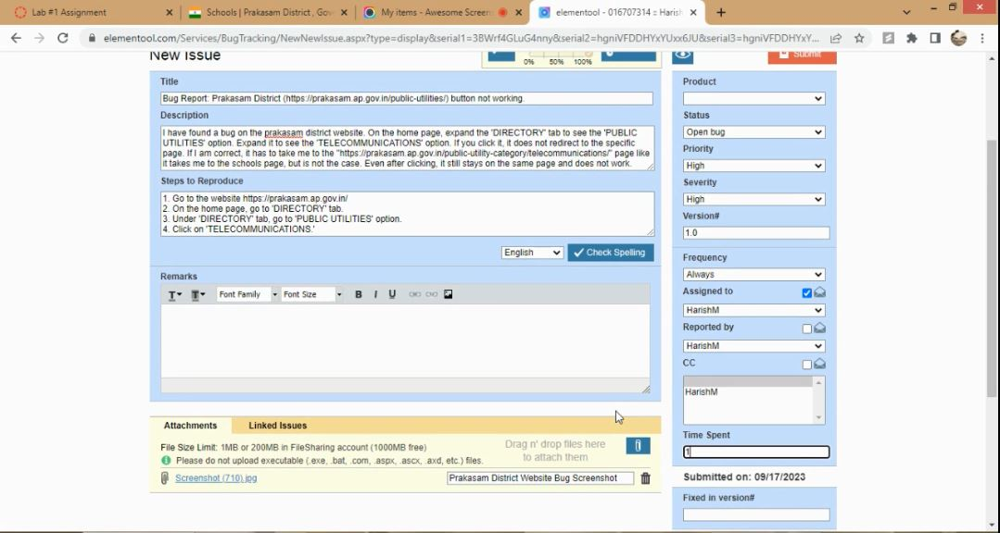 Lab #1 Assignment
Schools | Prakasam District , Gov
My items - Awesome Screen
elementool - 016707314 :: Harish
elementool.com/Services/BugTracking/NewNewIssue.aspx?type=display&serial1=3BWrf4GLuG4nny&serial2=hgniVFDDHYxYUxx6JU&serial3=hgniVFDDHYxY...
New Issue
0% 50% 100%
Submit
Title
Bug Report: Prakasam District (https://prakasam.ap.gov.in/public-utilities/) button not working.
Description
I have found a bug on the prakasam district website. On the home page, expand the 'DIRECTORY' tab to see the 'PUBLIC
UTILITIES' option. Expand it to see the 'TELECOMMUNICATIONS' option. If you click it, it does not redirect to the specific
page. If I am correct, it has to take me to the "https://prakasam.ap.gov.in/public-utility-category/telecommunications/" page like
it takes me to the schools page, but is not the case. Even after clicking, it still stays on the same page and does not work.
Steps to Reproduce
1. Go to the website https://prakasam.ap.gov.in/
2. On the home page, go to 'DIRECTORY' tab.
3. Under 'DIRECTORY' tab, go to 'PUBLIC UTILITIES' option.
4. Click on 'TELECOMMUNICATIONS.'
English
Check Spelling
Remarks
T T Font Family Font Size B I U
Attachments Linked Issues
File Size Limit: 1MB or 200MB in FileSharing account (1000MB free)
Please do not upload executable (.exe, .bat, .com, .aspx, .ascx, .axd, etc.) files.
Drag n' drop files here
to attach them
Screenshot (710).jpg
Prakasam District Website Bug Screenshot
Product
Status
Open bug
Priority
High
Severity
High
Version#
1.0
Frequency
Always
Assigned to
HarishM
Reported by
HarishM
CC
HarishM
Time Spent
1
Submitted on: 09/17/2023
Fixed in version#